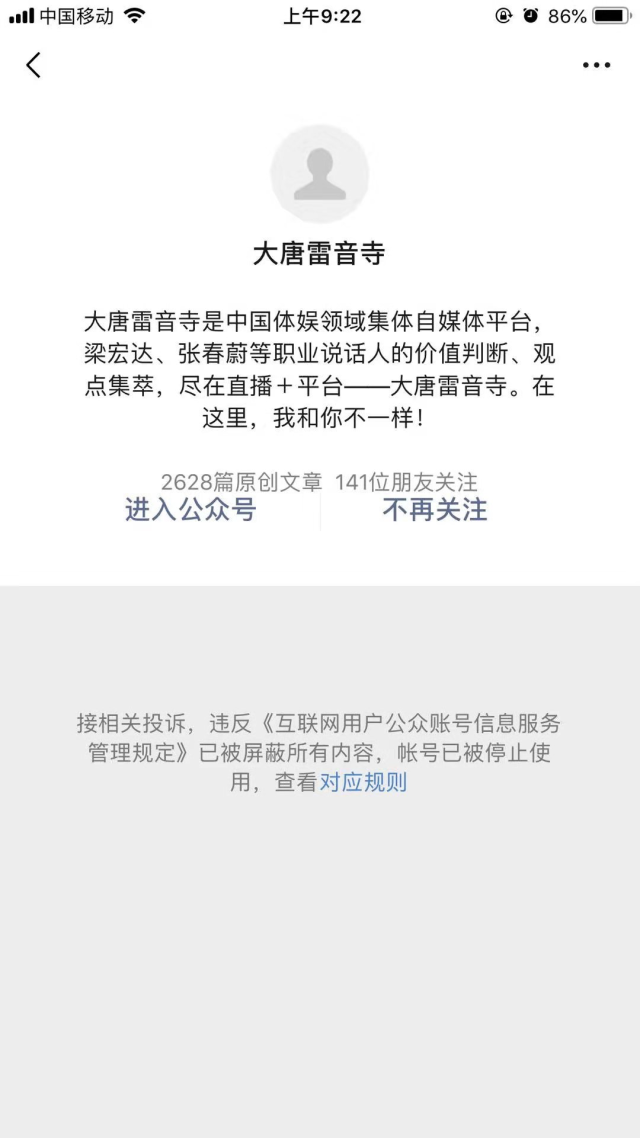 中国移动 上午9:22 86%
大唐雷音寺
大唐雷音寺是中国体娱领域集体自媒体平台，
梁宏达、张春蔚等职业说话人的价值判断、观
点集萃，尽在直播＋平台——大唐雷音寺。在
这里，我和你不一样！
2628篇原创文章 141位朋友关注
进入公众号 不再关注
接相关投诉，违反《互联网用户公众账号信息服务
管理规定》已被屏蔽所有内容，帐号已被停止使
用，查看对应规则